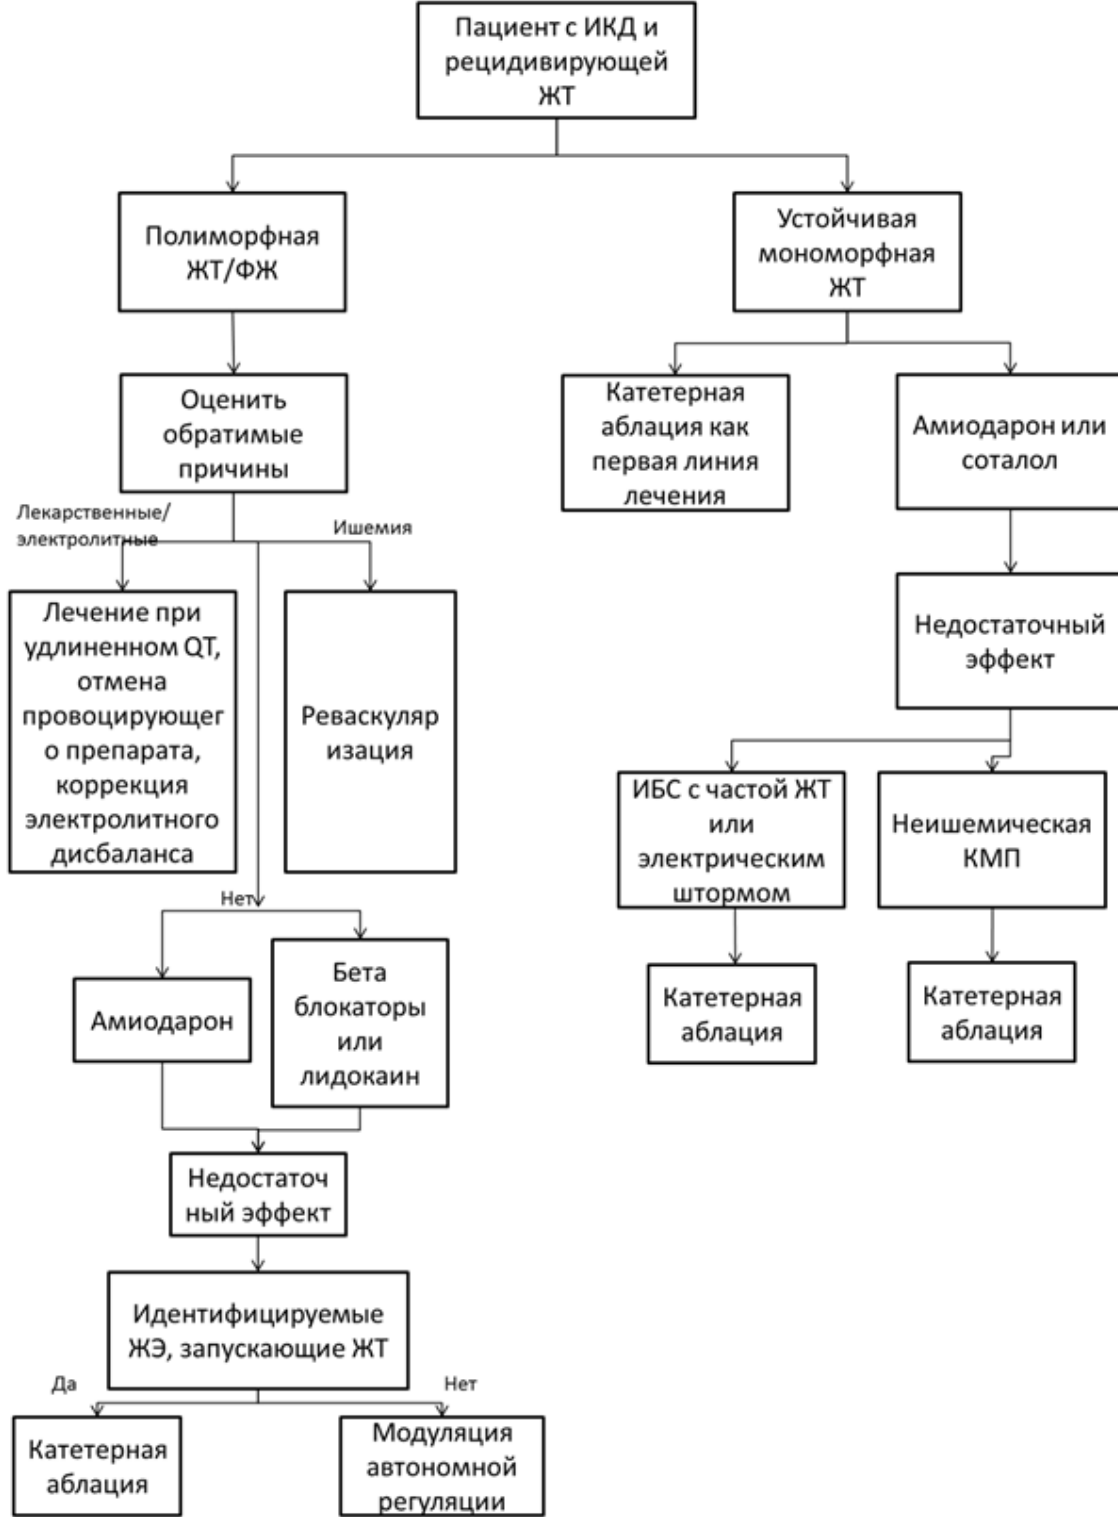 Пациент с ИКД и
рецидивирующей
ЖТ
Полиморфная
ЖТ/ФЖ
Устойчивая
мономорфная
ЖТ
Оценить
обратимые
причины
Катетерная
аблация как
первая линия
лечения
Амиодарон или
соталол
Лекарственные/
электролитные
Ишемия
Лечение при
удлиненном QT,
отмена
провоцирующег
о препарата,
коррекция
электролитного
дисбаланса
Реваскуляр
изация
Недостаточный
эффект
ИБС с частой ЖТ
или
электрическим
штормом
Неишемическая
КМП
Нет
Амиодарон
Бета
блокаторы
или
лидокаин
Катетерная
аблация
Катетерная
аблация
Недостаточ
ный эффект
Идентифицируемые
ЖЭ, запускающие ЖТ
Да
Нет
Катетерная
аблация
Модуляция
автономной
регуляции